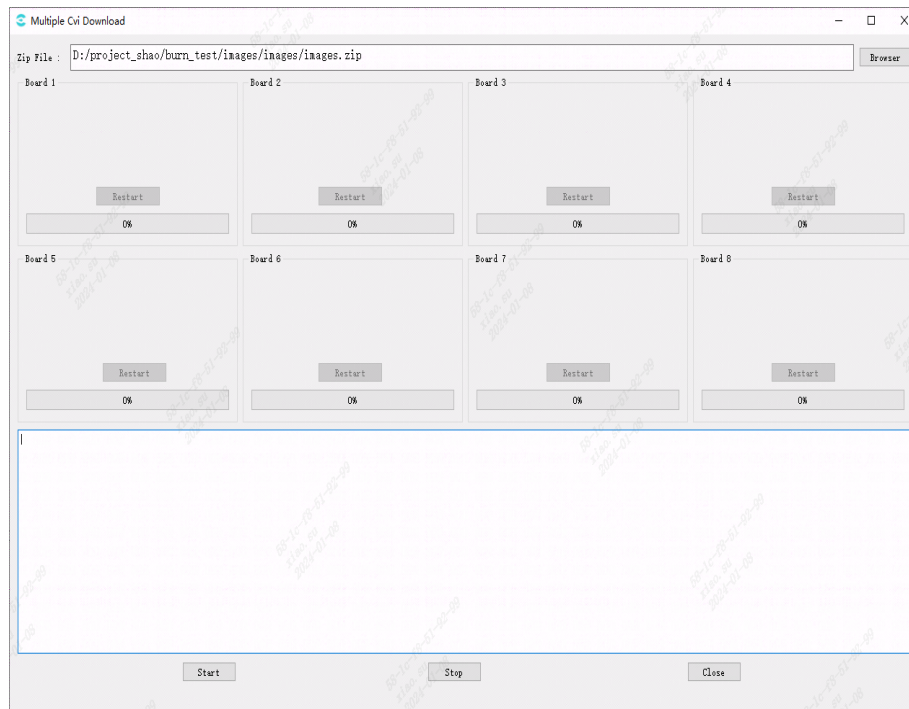 Multiple Cvi Download
Zip File : D:/project_shao/burn_test/images/images/images.zip Browser
Board 1 Board 2 Board 3 Board 4
Restart Restart Restart Restart
0% 0% 0% 0%
Board 5 Board 6 Board 7 Board 8
Restart Restart Restart Restart
0% 0% 0% 0%
Start Stop Close